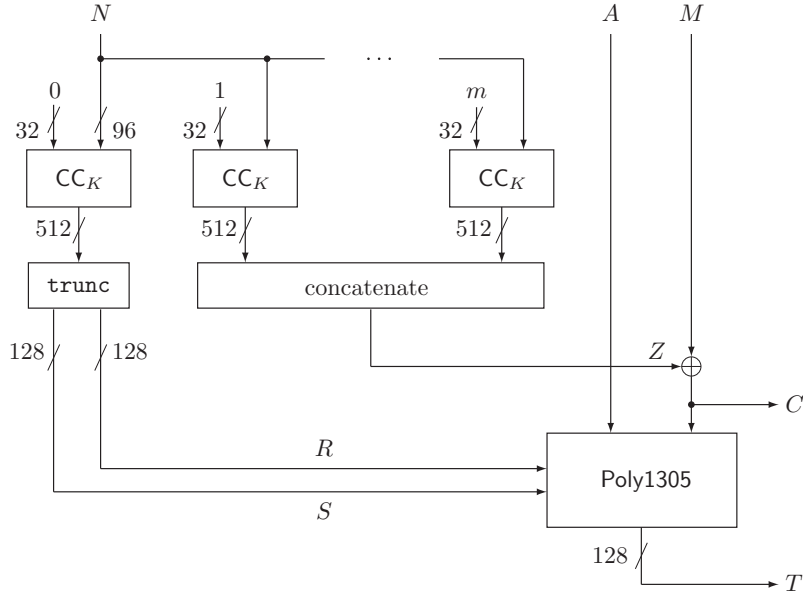 N A M
. . .
0 1 m
32 96 32 32
CC_K CC_K CC_K
512 512 512
trunc concatenate
128 128 Z
C
R
Poly1305
S
128
T